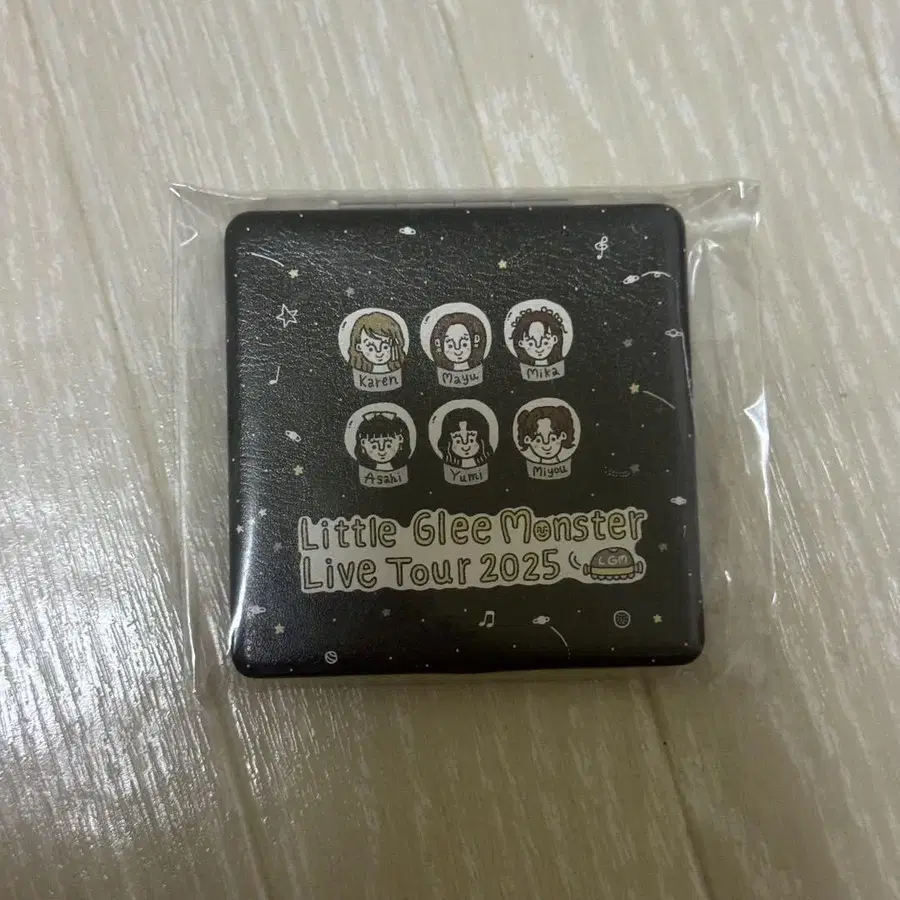 Karen Mayu Mika
Asahi Yumi Miyou
Little Glee Monster
Live Tour 2025 LGM